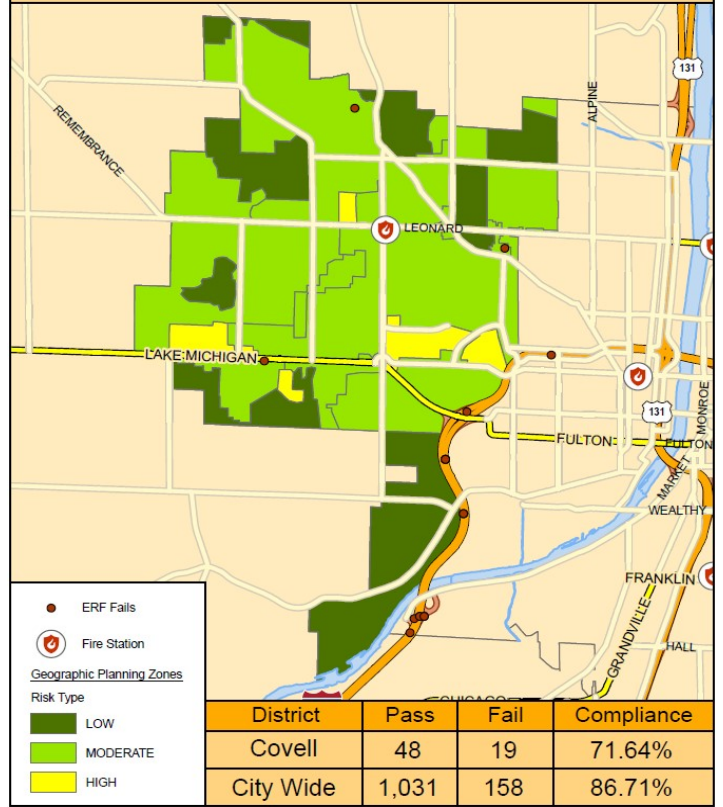 131
ALPINE
REMEMBRANCE
LEONARD
LAKE MICHIGAN
131
MONROE
FULTON
FULTON
MARKET
WEALTHY
FRANKLIN
GRANDVILLE
HALL
CHICAGO
ERF Fails
Fire Station
Geographic Planning Zones
Risk Type
LOW
MODERATE
HIGH
District Pass Fail Compliance
Covell 48 19 71.64%
City Wide 1,031 158 86.71%